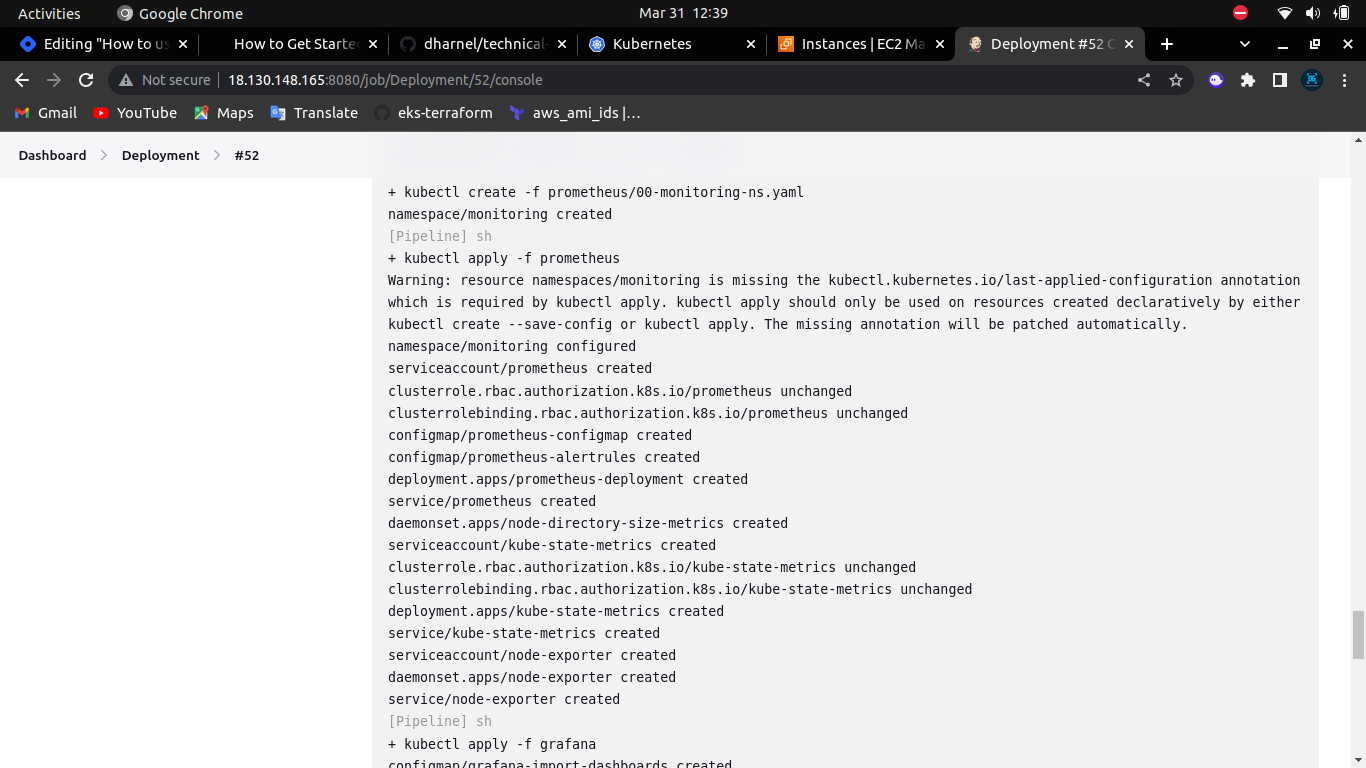 Activities
Google Chrome
Mar 31 12:39
Editing "How to us
How to Get Starte
dharnel/technical-
Kubernetes
Instances | EC2 Ma
Deployment #52 C
Not secure
18.130.148.165:8080/job/Deployment/52/console
Gmail
YouTube
Maps
Translate
eks-terraform
aws_ami_ids |...
Dashboard
Deployment
#52
+ kubectl create -f prometheus/00-monitoring-ns.yaml
namespace/monitoring created
[Pipeline] sh
+ kubectl apply -f prometheus
Warning: resource namespaces/monitoring is missing the kubectl.kubernetes.io/last-applied-configuration annotation
which is required by kubectl apply. kubectl apply should only be used on resources created declaratively by either
kubectl create --save-config or kubectl apply. The missing annotation will be patched automatically.
namespace/monitoring configured
serviceaccount/prometheus created
clusterrole.rbac.authorization.k8s.io/prometheus unchanged
clusterrolebinding.rbac.authorization.k8s.io/prometheus unchanged
configmap/prometheus-configmap created
configmap/prometheus-alertrules created
deployment.apps/prometheus-deployment created
service/prometheus created
daemonset.apps/node-directory-size-metrics created
serviceaccount/kube-state-metrics created
clusterrole.rbac.authorization.k8s.io/kube-state-metrics unchanged
clusterrolebinding.rbac.authorization.k8s.io/kube-state-metrics unchanged
deployment.apps/kube-state-metrics created
service/kube-state-metrics created
serviceaccount/node-exporter created
daemonset.apps/node-exporter created
service/node-exporter created
[Pipeline] sh
+ kubectl apply -f grafana
configmap/grafana-import-dashboards created